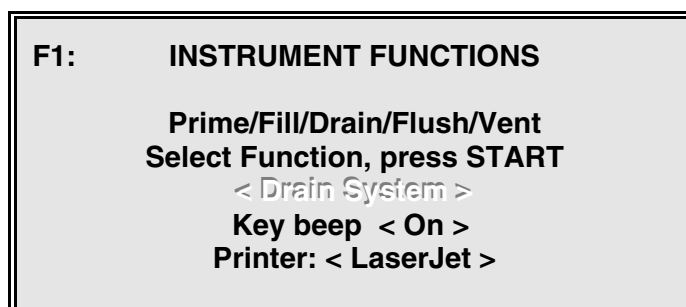 F1: INSTRUMENT FUNCTIONS
Prime/Fill/Drain/Flush/Vent
Select Function, press START
< Drain System >
Key beep < On >
Printer: < LaserJet >